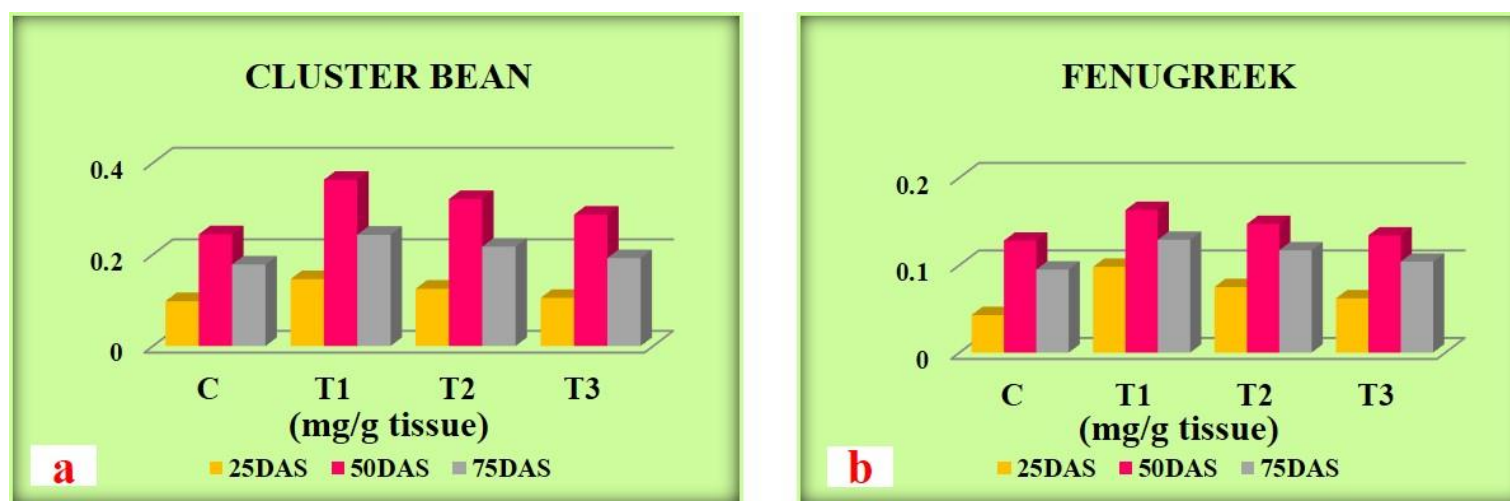 CLUSTER BEAN
0.4
0.2
0
C T1 T2 T3
(mg/g tissue)
25DAS 50DAS 75DAS
a
FENUGREEK
0.2
0.1
0
C T1 T2 T3
(mg/g tissue)
25DAS 50DAS 75DAS
b